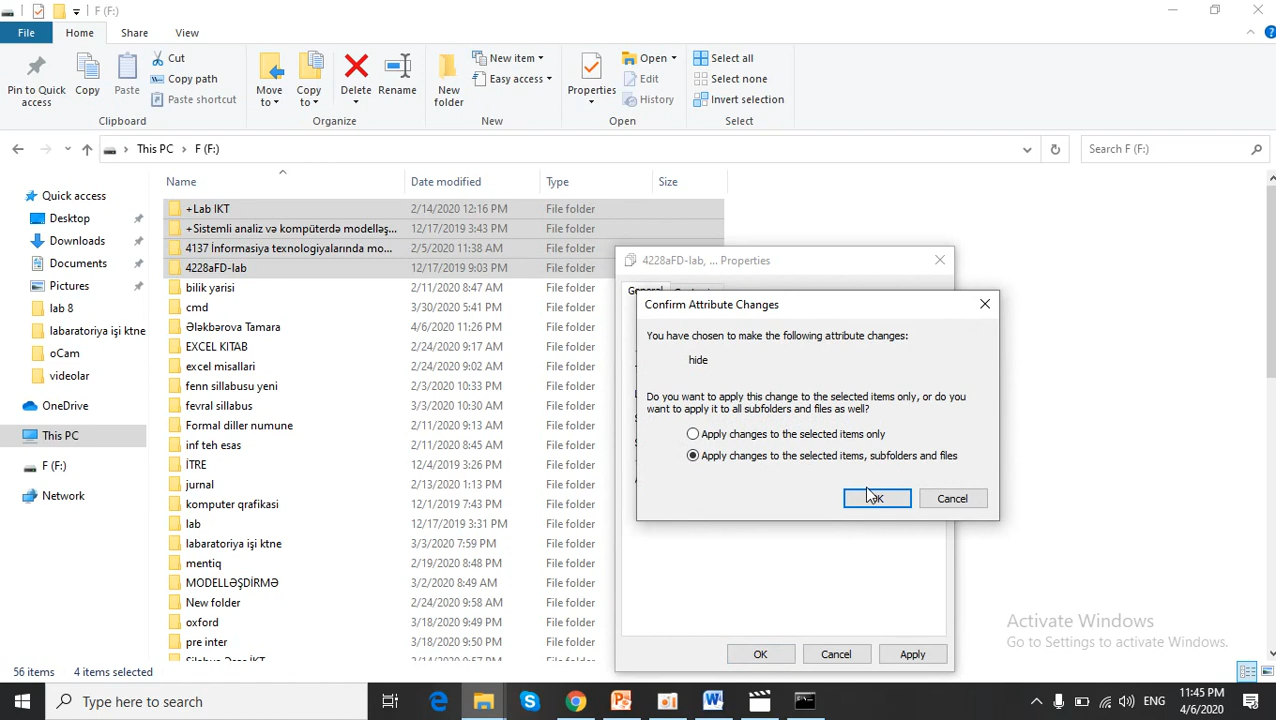 F (F:)
File Home Share View
Pin to Quick access
Copy
Paste
Cut
Copy path
Paste shortcut
Clipboard
Move to
Copy to
Delete
Rename
Organize
New folder
New item
Easy access
New
Properties
Open
Edit
History
Open
Select all
Select none
Invert selection
Select
This PC F (F:)
Search F (F:)
Name Date modified Type Size
Quick access
Desktop
Downloads
Documents
Pictures
lab 8
labaratoriya işi ktne
oCam
videolar
OneDrive
This PC
F (F:)
Network
+Lab IKT 2/14/2020 12:16 PM File folder
+Sistemli analiz və kompüterdə modelləş... 12/17/2019 3:43 PM File folder
4137 İnformasiya texnologiyalarında mo... 2/5/2020 11:38 AM File folder
4228aFD-lab 12/17/2019 9:03 PM File folder
bilik yarisi 2/11/2020 8:47 AM File folder
cmd 3/30/2020 5:41 PM File folder
Ələkbərova Tamara 4/6/2020 11:26 PM File folder
EXCEL KITAB 2/24/2020 9:17 AM File folder
excel misallari 2/24/2020 9:02 AM File folder
fenn sillabusu yeni 2/3/2020 10:33 PM File folder
fevral sillabus 3/3/2020 10:30 AM File folder
Formal diller numune 2/11/2020 9:13 AM File folder
inf teh esas 2/11/2020 8:45 AM File folder
İTRE 12/4/2019 3:26 PM File folder
jurnal 2/13/2020 1:13 PM File folder
komputer qrafikasi 12/27/2019 9:34 AM File folder
lab 12/17/2019 3:31 PM File folder
labaratoriya işi ktne 3/3/2020 7:59 PM File folder
mentiq 2/19/2020 8:48 PM File folder
MODELLƏŞDİRMƏ 3/2/2020 8:49 AM File folder
New folder 2/24/2020 9:58 AM File folder
oxford 3/18/2020 9:49 PM File folder
pre inter 3/18/2020 9:50 PM File folder
4228aFD-lab, ... Properties
Confirm Attribute Changes
You have chosen to make the following attribute changes:
hide
Do you want to apply this change to the selected items only, or do you
want to apply it to all subfolders and files as well?
Apply changes to the selected items only
Apply changes to the selected items, subfolders and files
OK Cancel
OK Cancel Apply
Activate Windows
Go to Settings to activate Windows.
56 items 4 items selected
Type here to search
ENG
11:45 PM
4/6/2020